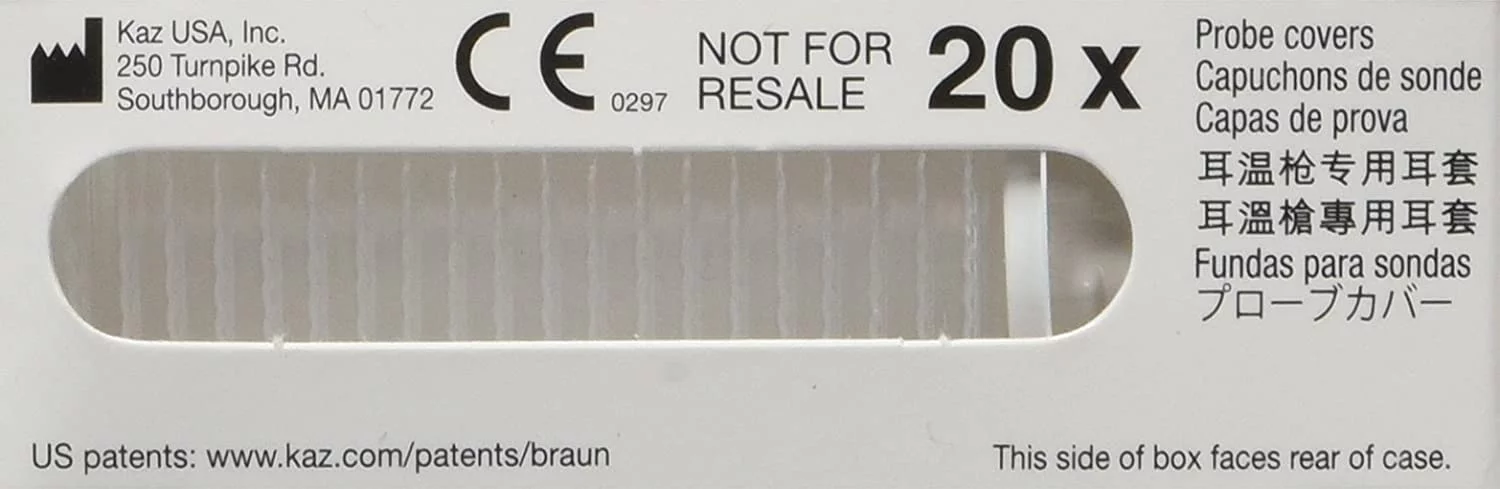 Kaz USA, Inc.
250 Turnpike Rd.
Southborough, MA 01772
CE 0297
NOT FOR
RESALE
20 x
Probe covers
Capuchons de sonde
Capas de prova
耳温枪专用耳套
耳溫槍專用耳套
Fundas para sondas
プローブカバー
US patents: www.kaz.com/patents/braun
This side of box faces rear of case.